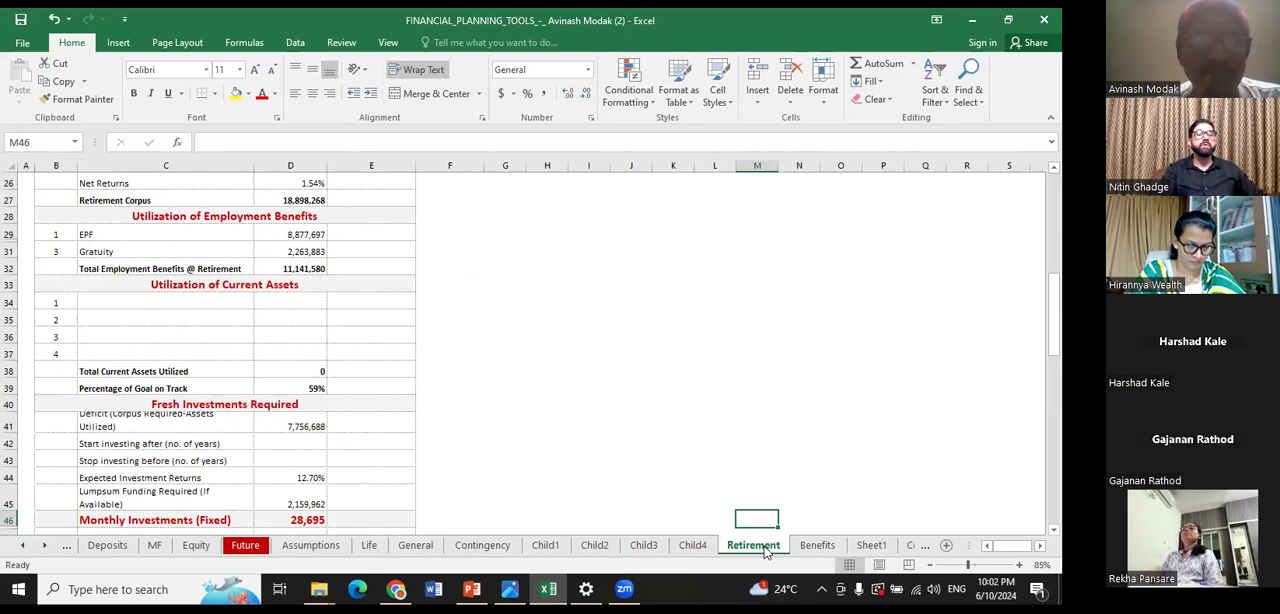 FINANCIAL_PLANNING_TOOLS_-_ Avinash Modak (2) - Excel
File Home Insert Page Layout Formulas Data Review View Tell me what you want to do... Sign in Share
Paste Cut Copy Format Painter Clipboard
Calibri 11 B I U Font
Wrap Text Merge & Center Alignment
General $ % , Number
Conditional Formatting Format as Table Cell Styles Styles
Insert Delete Format Cells
AutoSum Fill Clear Sort & Filter Find & Select Editing
M46 fx
A B C D E F G H I J K L M N O P Q R S
26 Net Returns 1.54%
27 Retirement Corpus 18,898,268
28 Utilization of Employment Benefits
29 1 EPF 8,877,697
31 3 Gratuity 2,263,883
32 Total Employment Benefits @ Retirement 11,141,580
33 Utilization of Current Assets
34 1
35 2
36 3
37 4
38 Total Current Assets Utilized 0
39 Percentage of Goal on Track 59%
40 Fresh Investments Required
41 Deficit (Corpus Required-Assets Utilized) 7,756,688
42 Start investing after (no. of years)
43 Stop investing before (no. of years)
44 Expected Investment Returns 12.70%
45 Lumpsum Funding Required (If Available) 2,159,962
46 Monthly Investments (Fixed) 28,695
... Deposits MF Equity Future Assumptions Life General Contingency Child1 Child2 Child3 Child4 Retirement Benefits Sheet1 ...
Ready 85%
Type here to search 24°C ENG 10:02 PM 6/10/2024
Avinash Modak
Nitin Ghadge
Hirannya Wealth
Harshad Kale
Harshad Kale
Gajanan Rathod
Gajanan Rathod
Rekha Pansare